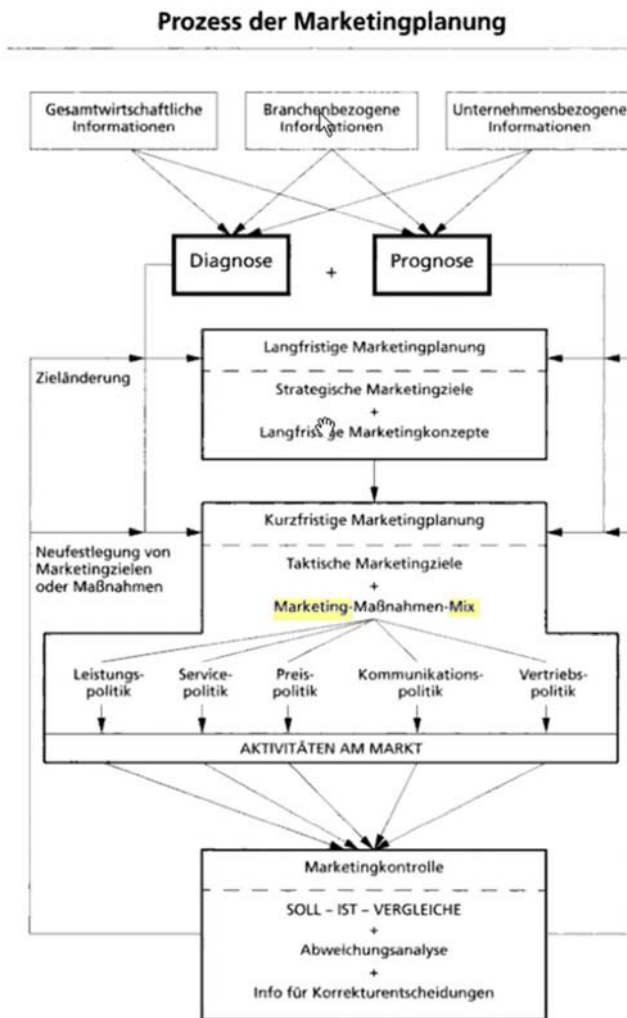 Prozess der Marketingplanung
Gesamtwirtschaftliche
Informationen
Branchenbezogene
Informationen
Unternehmensbezogene
Informationen
Diagnose
+
Prognose
Langfristige Marketingplanung
Zieländerung
Strategische Marketingziele
+
Langfristige Marketingkonzepte
Kurzfristige Marketingplanung
Neufestlegung von
Marketingzielen
oder Maßnahmen
Taktische Marketingziele
+
Marketing-Maßnahmen-Mix
Leistungs-
politik
Service-
politik
Preis-
politik
Kommunikations-
politik
Vertriebs-
politik
AKTIVITÄTEN AM MARKT
Marketingkontrolle
SOLL – IST – VERGLEICHE
+
Abweichungsanalyse
+
Info für Korrekturentscheidungen